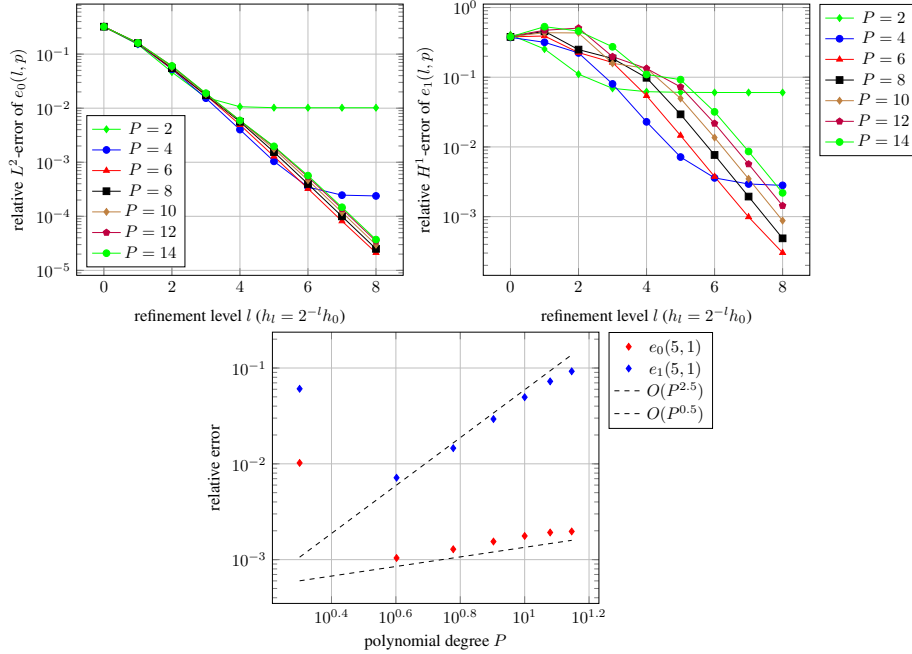 relative $L^2$-error of $e_0(l, p)$
$10^{-1}$
$10^{-2}$
$10^{-3}$
$10^{-4}$
$10^{-5}$
0 2 4 6 8
refinement level $l$ ($h_l = 2^{-l} h_0$)
$P = 2$
$P = 4$
$P = 6$
$P = 8$
$P = 10$
$P = 12$
$P = 14$
relative $H^1$-error of $e_1(l, p)$
$10^0$
$10^{-1}$
$10^{-2}$
$10^{-3}$
0 2 4 6 8
refinement level $l$ ($h_l = 2^{-l} h_0$)
$P = 2$
$P = 4$
$P = 6$
$P = 8$
$P = 10$
$P = 12$
$P = 14$
relative error
$10^{-1}$
$10^{-2}$
$10^{-3}$
$10^{0.4}$ $10^{0.6}$ $10^{0.8}$ $10^1$ $10^{1.2}$
polynomial degree $P$
$e_0(5, 1)$
$e_1(5, 1)$
$O(P^{2.5})$
$O(P^{0.5})$